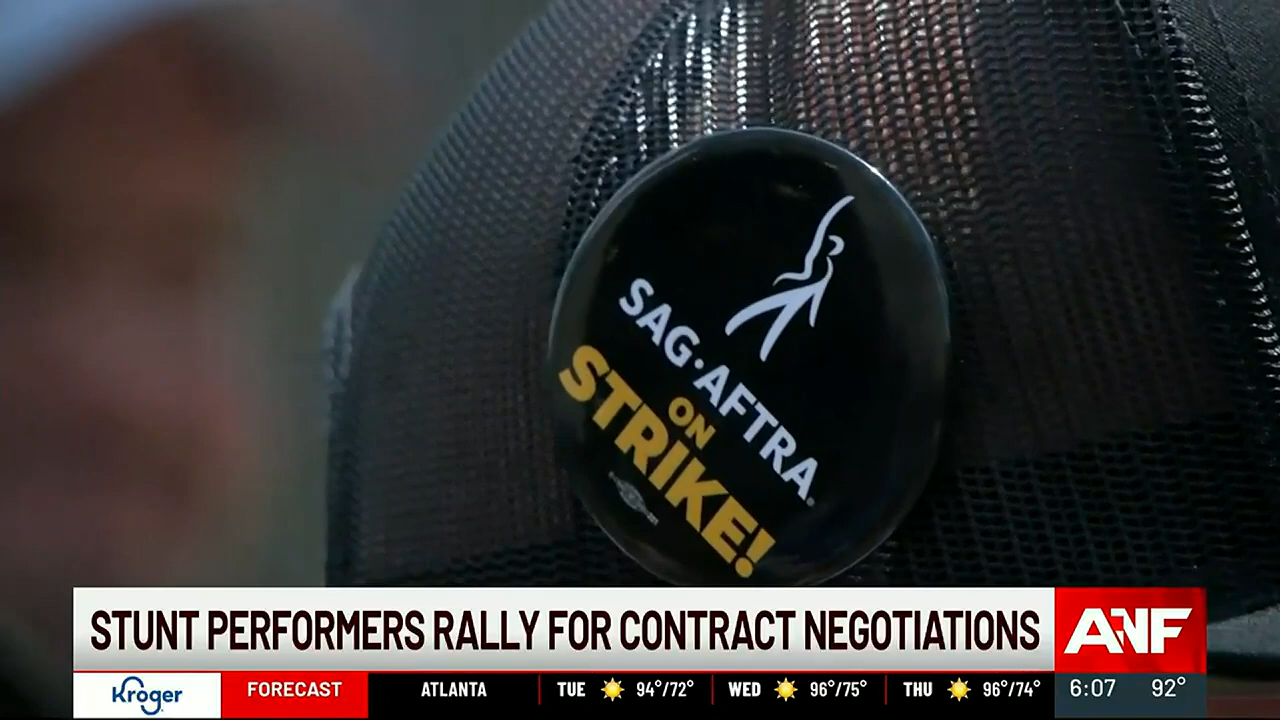 SAG·AFTRA®
ON
STRIKE!
STUNT PERFORMERS RALLY FOR CONTRACT NEGOTIATIONS
ANF
Kroger
FORECAST
ATLANTA
TUE 94°/72°
WED 96°/75°
THU 96°/74°
6:07
92°